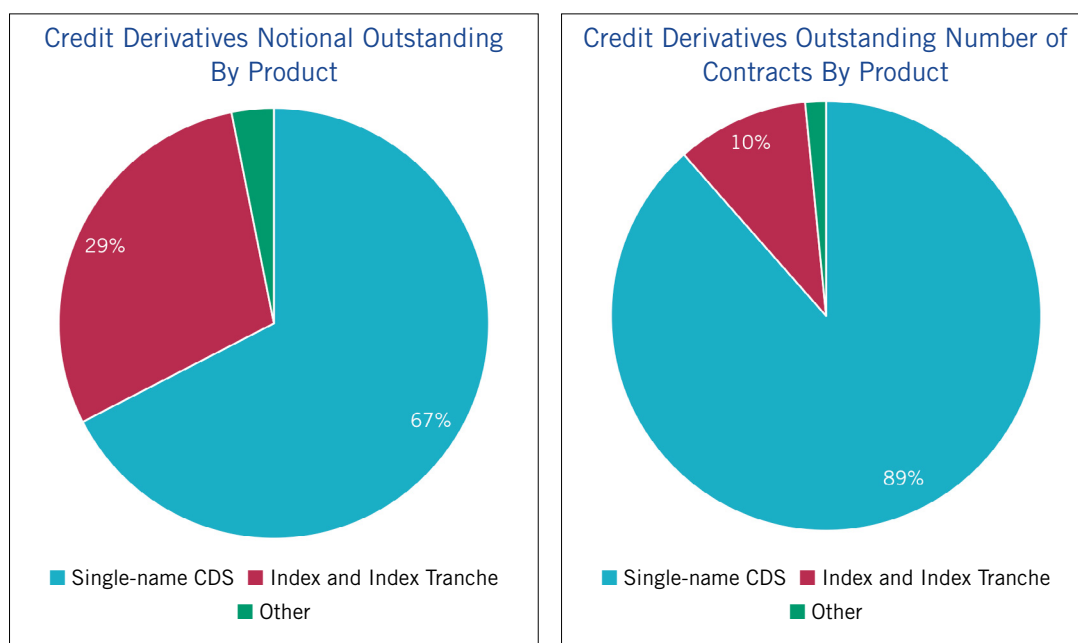 Credit Derivatives Notional Outstanding
By Product
29%
67%
Single-name CDS Index and Index Tranche
Other
Credit Derivatives Outstanding Number of
Contracts By Product
10%
89%
Single-name CDS Index and Index Tranche
Other